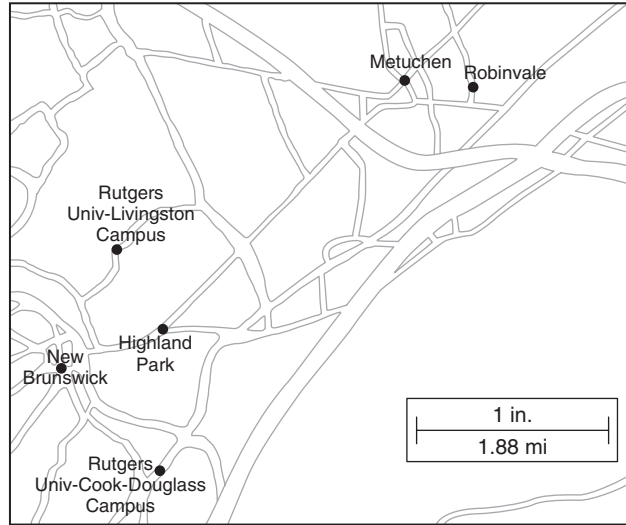 Metuchen
Robinvale
Rutgers
Univ-Livingston
Campus
Highland
Park
New
Brunswick
1 in.
1.88 mi
Rutgers
Univ-Cook-Douglass
Campus